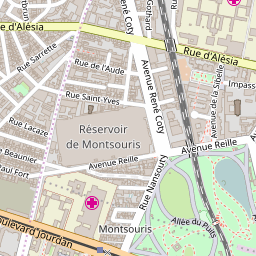 Gothard
René Coty
e d'Alésia
Rue d'Alésia
Rue Sarrette
Rue de l'Aude
Avenue René Coty
Avenue de la Sibelle
Impass
Rue Saint-Yves
Rue Lacaze
Réservoir
de Montsouris
Avenue Reille
Avenue Reille
e Beaunier
Paul Fort
Rue Nansouty
Allée du Puits
Montsouris
oulevard Jourdan